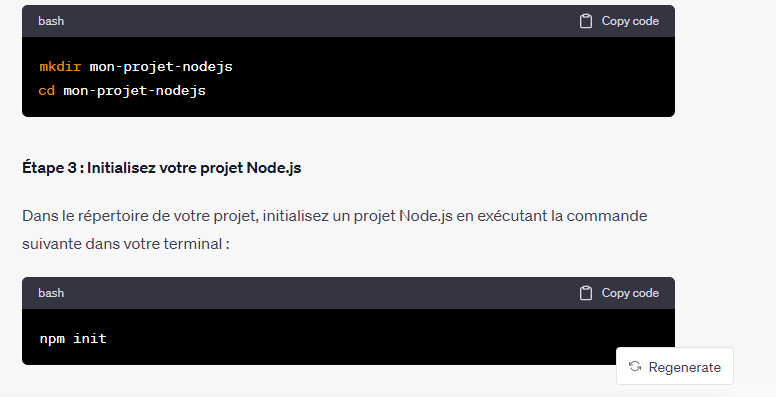 bash Copy code
mkdir mon-projet-nodejs
cd mon-projet-nodejs
Étape 3 : Initialisez votre projet Node.js
Dans le répertoire de votre projet, initialisez un projet Node.js en exécutant la commande
suivante dans votre terminal :
bash Copy code
npm init
Regenerate